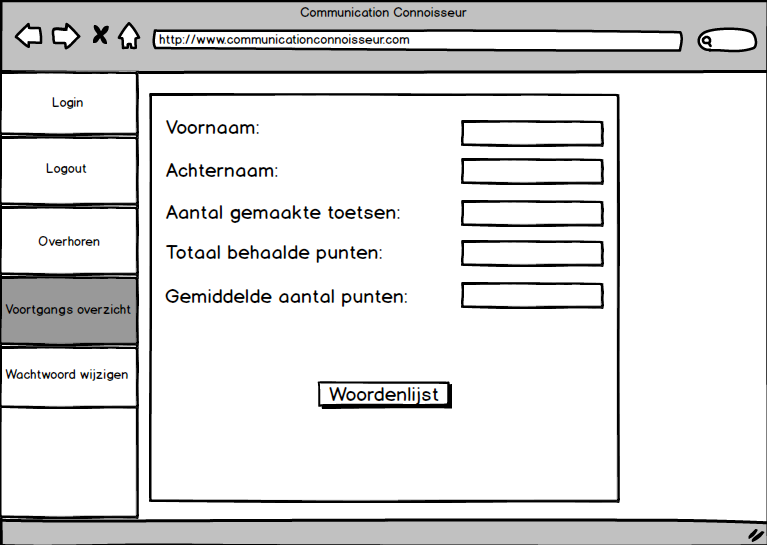 Communication Connoisseur
http://www.communicationconnoisseur.com
Login
Logout
Overhoren
Voortgangs overzicht
Wachtwoord wijzigen
Voornaam:
Achternaam:
Aantal gemaakte toetsen:
Totaal behaalde punten:
Gemiddelde aantal punten:
Woordenlijst